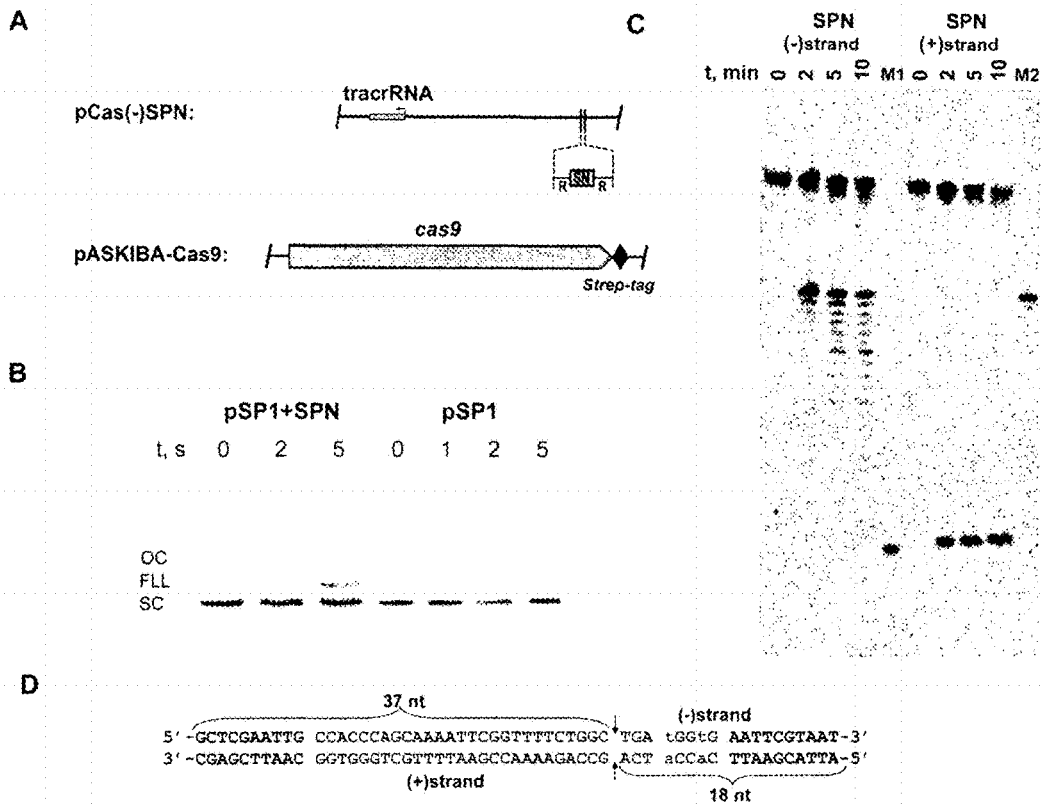 A
pCas(-)SPN:
tracrRNA
R SN R
pASKIBA-Cas9:
cas9
Strep-tag
B
pSP1+SPN pSP1
t, s 0 2 5 0 1 2 5
OC
FLL
SC
C
SPN SPN
(-)strand (+)strand
t, min 0 2 5 10 M1 0 2 5 10 M2
D
37 nt
(-)strand
5' -GCTCGAATTG CCACCCAGCAAAATTCGGTTTTCTGGC TGA tGGtG AATTCGTAAT-3'
3' -CGAGCTTAAC GGTGGGTCGTTTTAAGCCAAAAGACCG ACT aCCaC TTAAGCATTA-5'
(+)strand
18 nt